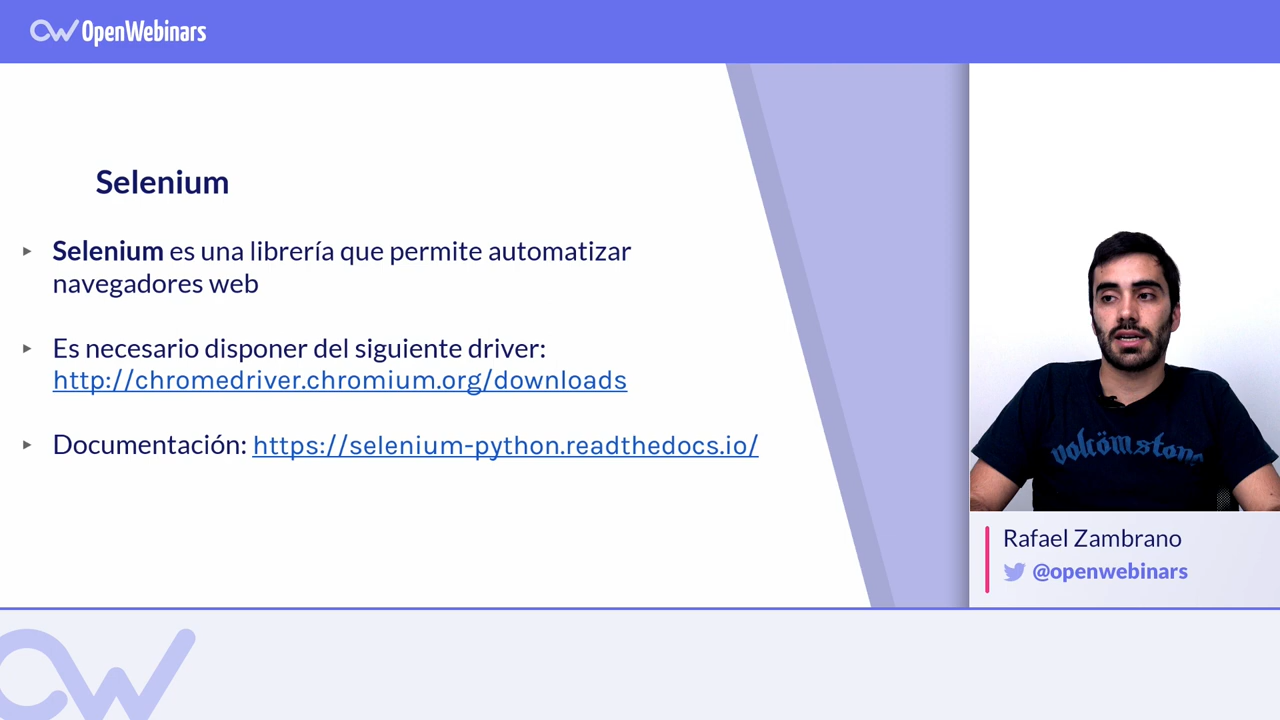 OpenWebinars
Selenium
Selenium es una librería que permite automatizar
navegadores web
Es necesario disponer del siguiente driver:
http://chromedriver.chromium.org/downloads
Documentación: https://selenium-python.readthedocs.io/
volcömstone
Rafael Zambrano
@openwebinars